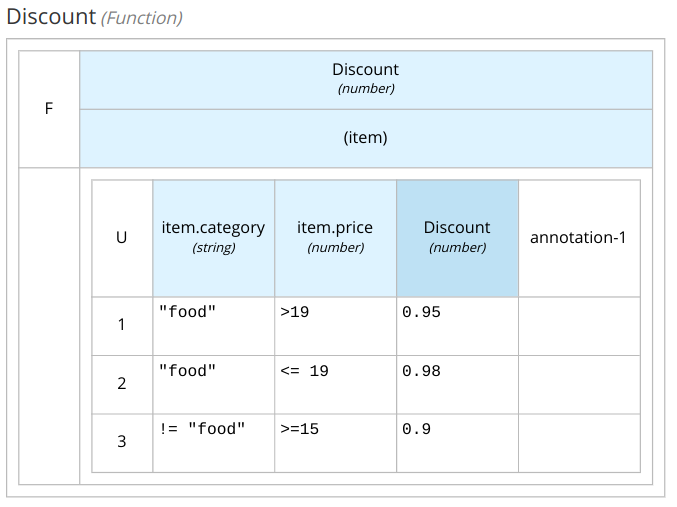 Discount (Function)
F
Discount
(number)
(item)
U
item.category
(string)
item.price
(number)
Discount
(number)
annotation-1
1
"food"
>19
0.95
2
"food"
<= 19
0.98
3
!= "food"
>=15
0.9